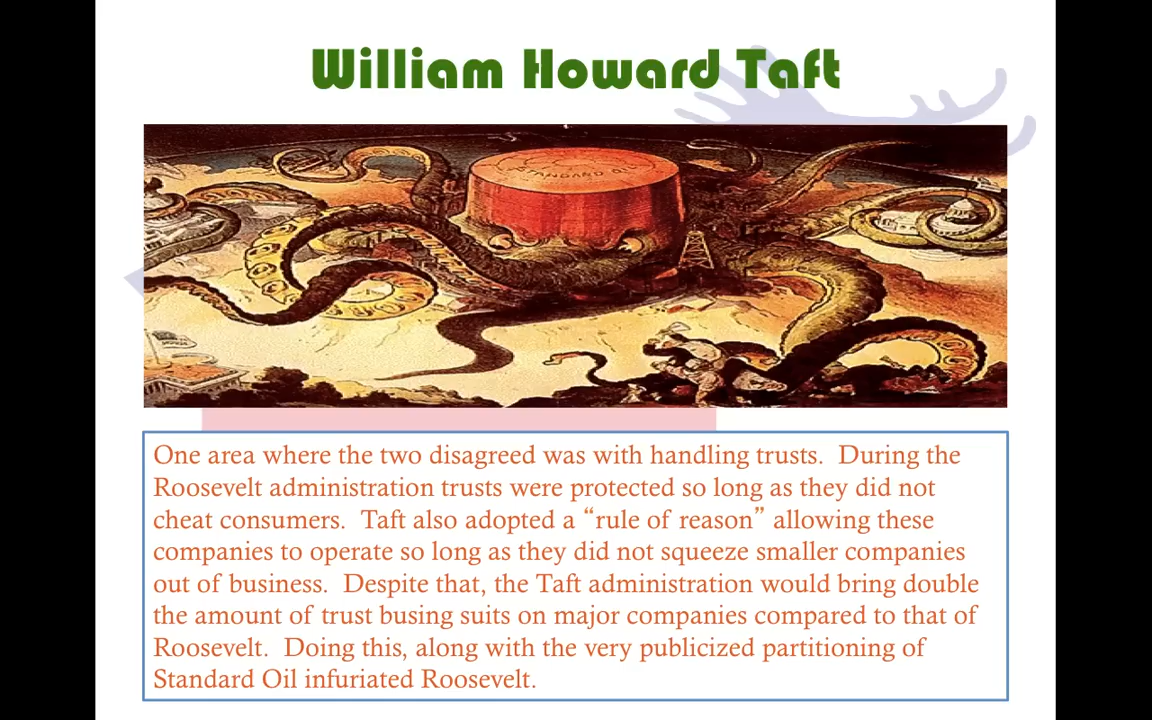 William Howard Taft
STANDARD OIL
One area where the two disagreed was with handling trusts.  During the
Roosevelt administration trusts were protected so long as they did not
cheat consumers.  Taft also adopted a “rule of reason” allowing these
companies to operate so long as they did not squeeze smaller companies
out of business.  Despite that, the Taft administration would bring double
the amount of trust busing suits on major companies compared to that of
Roosevelt.  Doing this, along with the very publicized partitioning of
Standard Oil infuriated Roosevelt.